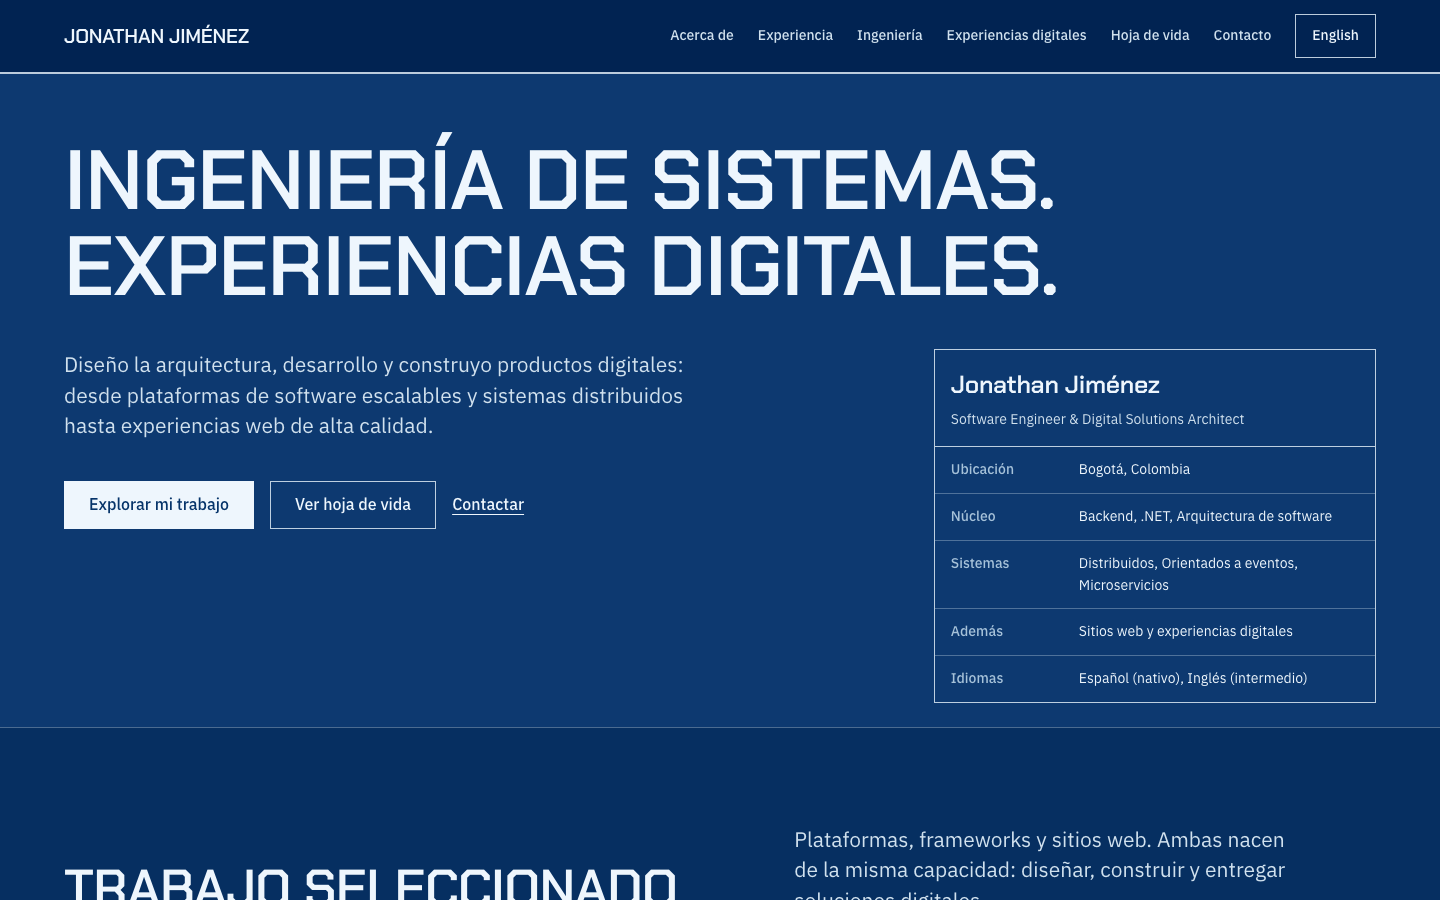 JONATHAN JIMÉNEZ
Acerca de
Experiencia
Ingeniería
Experiencias digitales
Hoja de vida
Contacto
English
INGENIERÍA DE SISTEMAS.
EXPERIENCIAS DIGITALES.
Diseño la arquitectura, desarrollo y construyo productos digitales:
desde plataformas de software escalables y sistemas distribuidos
hasta experiencias web de alta calidad.
Explorar mi trabajo
Ver hoja de vida
Contactar
Jonathan Jiménez
Software Engineer & Digital Solutions Architect
Ubicación
Bogotá, Colombia
Núcleo
Backend, .NET, Arquitectura de software
Sistemas
Distribuidos, Orientados a eventos,
Microservicios
Además
Sitios web y experiencias digitales
Idiomas
Español (nativo), Inglés (intermedio)
TRABAJO SELECCIONADO
Plataformas, frameworks y sitios web. Ambas nacen
de la misma capacidad: diseñar, construir y entregar
soluciones digitales.